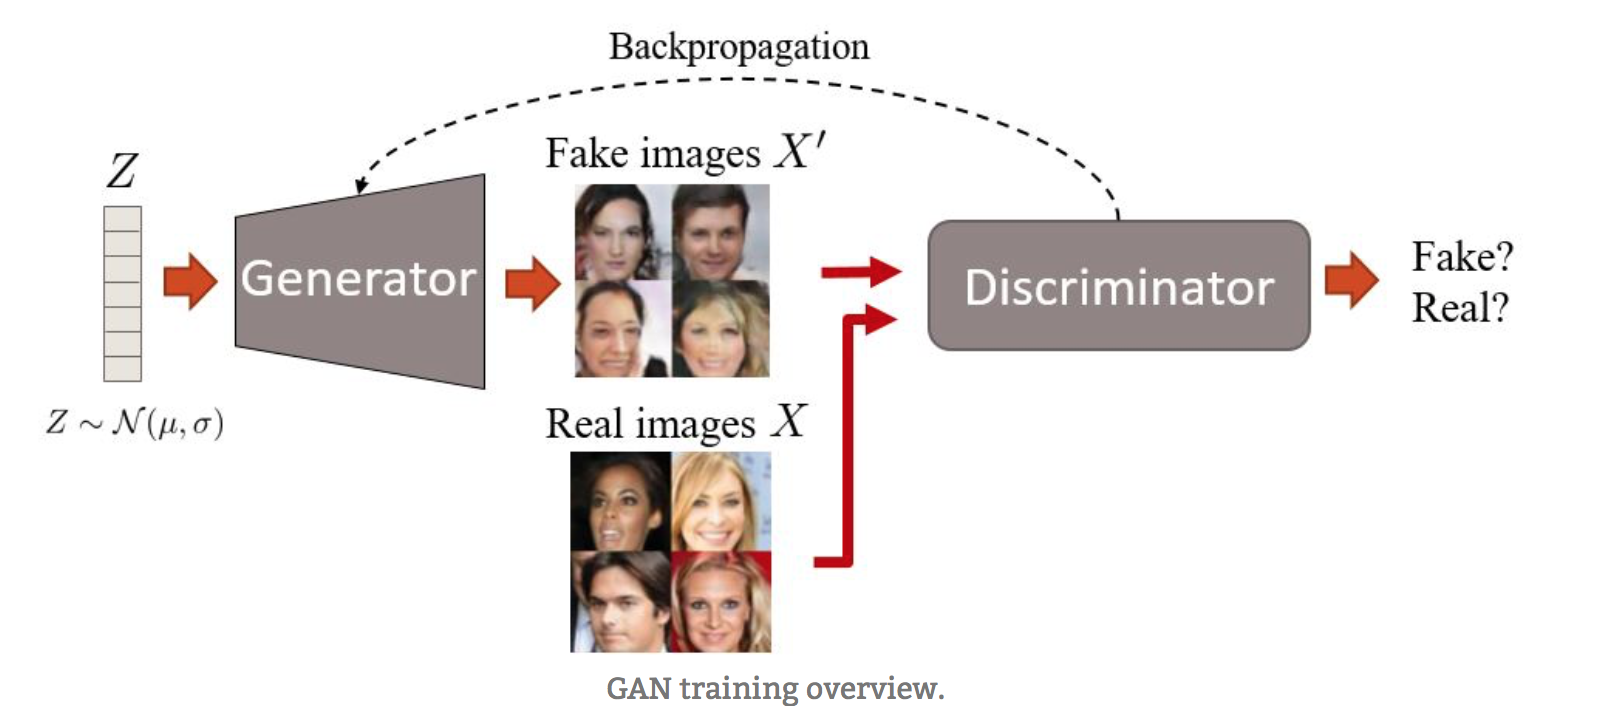 Backpropagation
Z
Fake images X′
Generator
Discriminator
Fake?
Real?
Z ∼ 𝒩(μ, σ)
Real images X
GAN training overview.